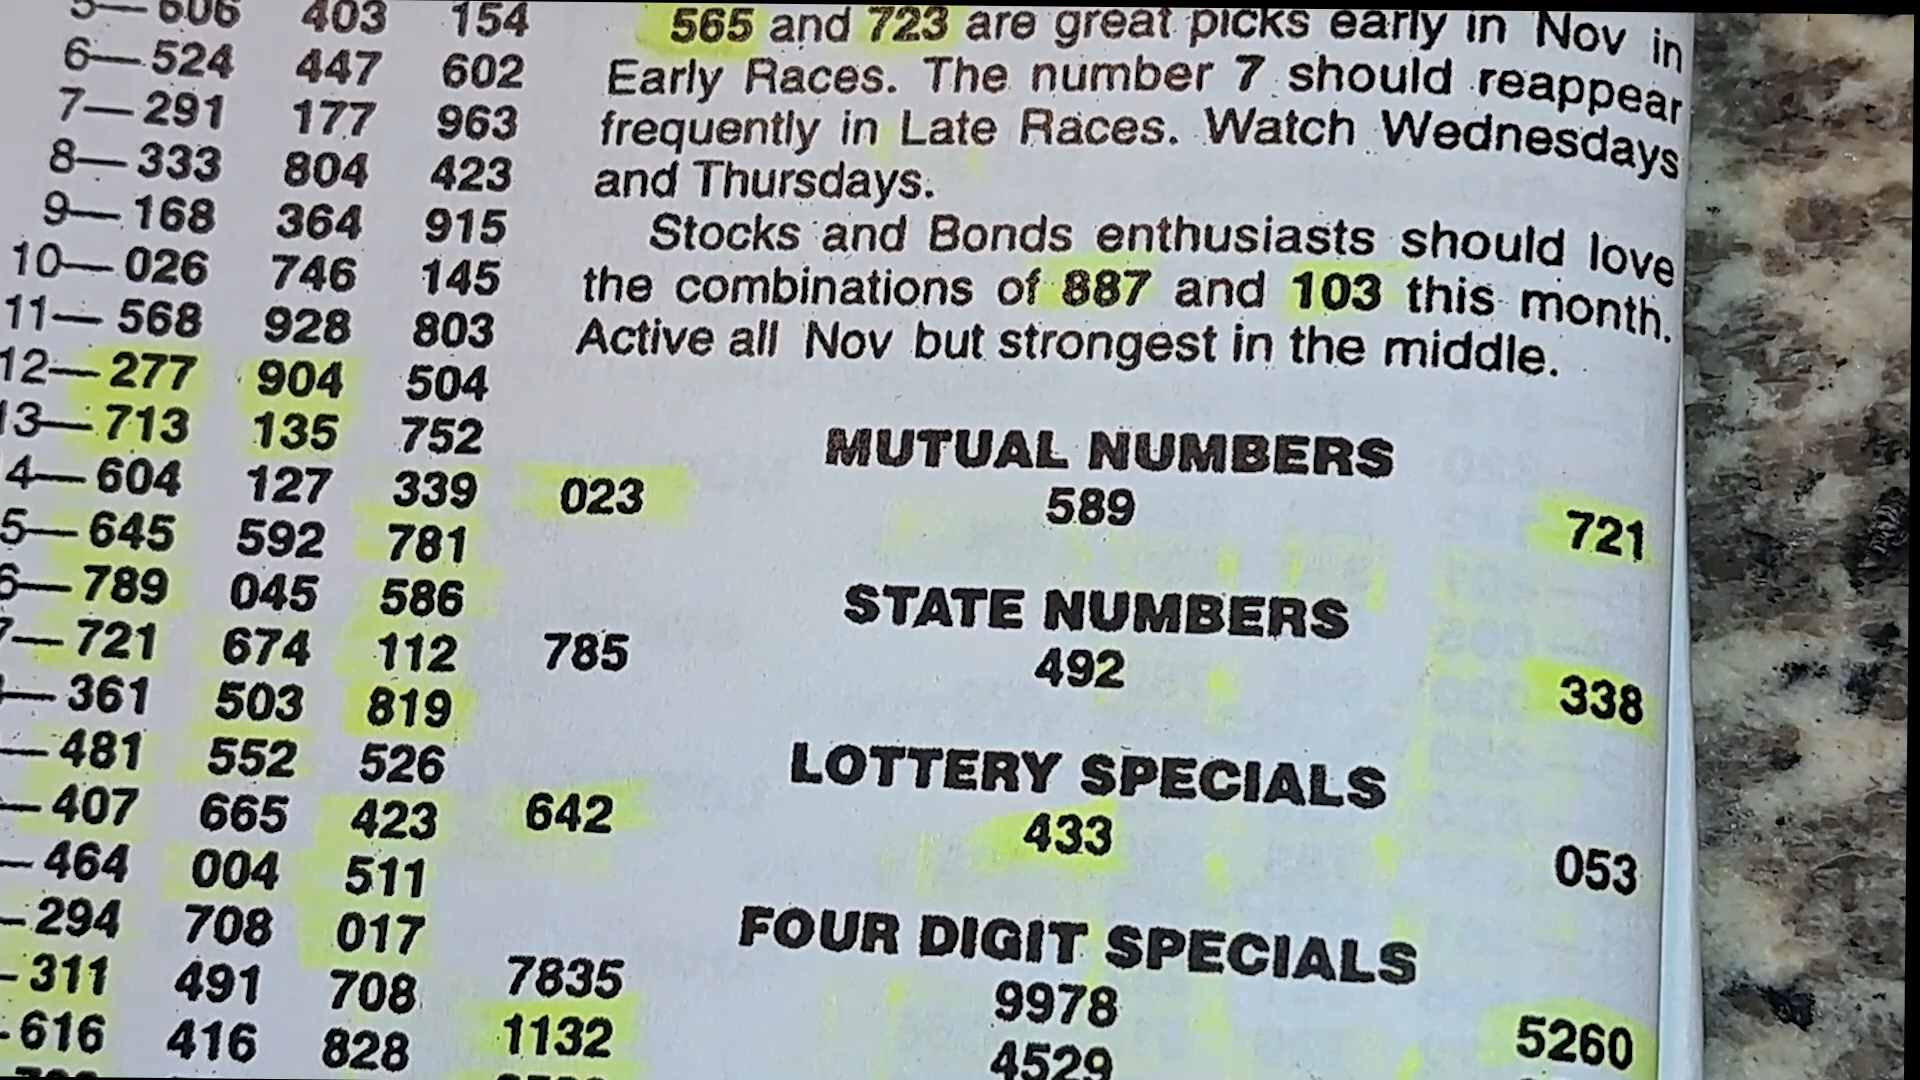 5—606 403 154
6—524 447 602
7—291 177 963
8—333 804 423
9—168 364 915
10—026 746 145
11—568 928 803
12—277 904 504
13—713 135 752
4—604 127 339
5—645 592 781
6—789 045 586
7—721 674 112
—361 503 819
—481 552 526
—407 665 423
—464 004 511
—294 708 017
—311 491 708
616 416 828
565 and 723 are great picks early in Nov in
Early Races. The number 7 should reappear
frequently in Late Races. Watch Wednesdays
and Thursdays.
Stocks and Bonds enthusiasts should love
the combinations of 887 and 103 this month.
Active all Nov but strongest in the middle.
MUTUAL NUMBERS
023 589 721
STATE NUMBERS
785 492 338
LOTTERY SPECIALS
642 433 053
FOUR DIGIT SPECIALS
7835 9978 5260
1132 4529